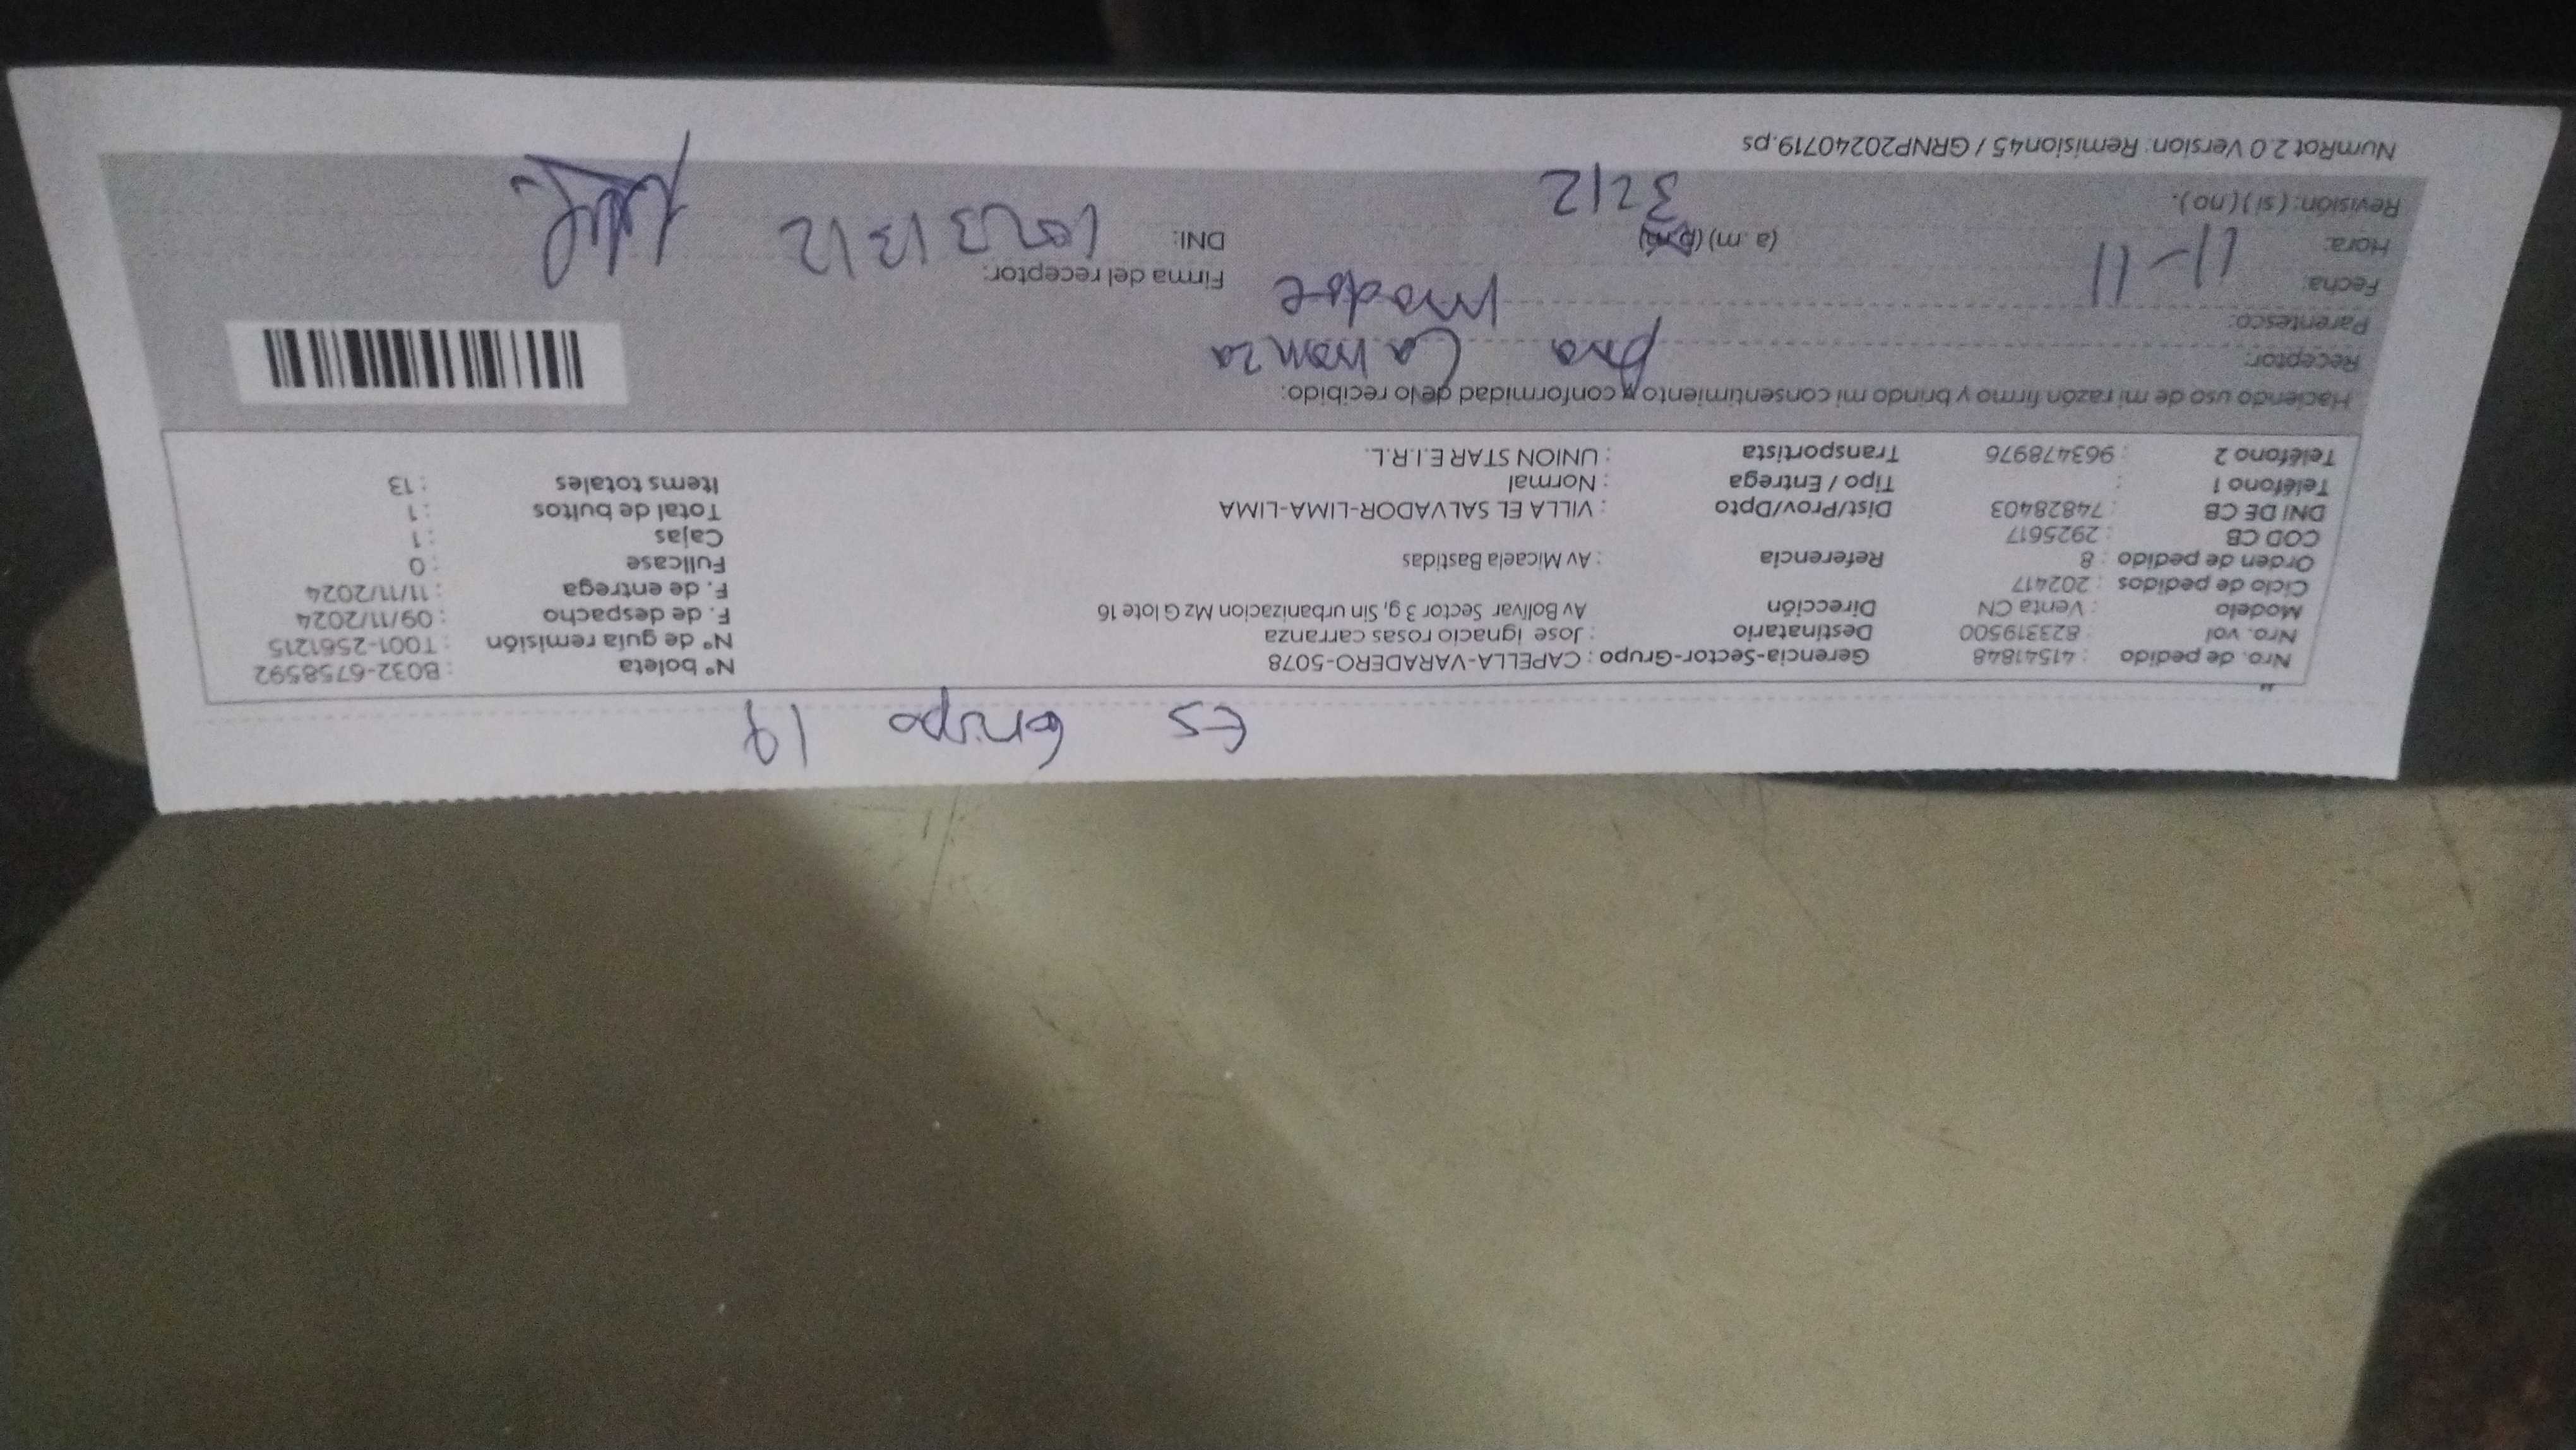 Es Grupo 19
Nro. de pedido : 41541848 Gerencia-Sector-Grupo : CAPELLA-VARADERO-5078 N° boleta : B032-6758592
Nro. vol : 823319500 Destinatario : Jose ignacio rosas carranza N° de guía remisión : T001-2561215
Modelo : Venta CN Dirección Av Bolívar Sector 3 g, Sin urbanizacion Mz G lote 16 F. de despacho : 09/11/2024
Ciclo de pedidos : 202417 F. de entrega : 11/11/2024
Orden de pedido : 8 Referencia : Av Micaela Bastidas Fullcase : 0
COD CB : 2925617 Cajas : 1
DNI DE CB : 74828403 Dist/Prov/Dpto : VILLA EL SALVADOR-LIMA-LIMA Total de bultos : 1
Teléfono 1 : Tipo / Entrega : Normal Items totales : 13
Teléfono 2 : 963478976 Transportista : UNION STAR E.I.R.L.
Haciendo uso de mi razón firmo y brindo mi consentimiento y conformidad de lo recibido:
Receptor: Carranza
Parentesco: madre
Fecha: 11-11 Firma del receptor:
Hora: (a.m) (p.m) 3212 DNI:
Revisión: (si) (no).
NumRot 2.0 Version: Remision45 / GRNP20240719.ps